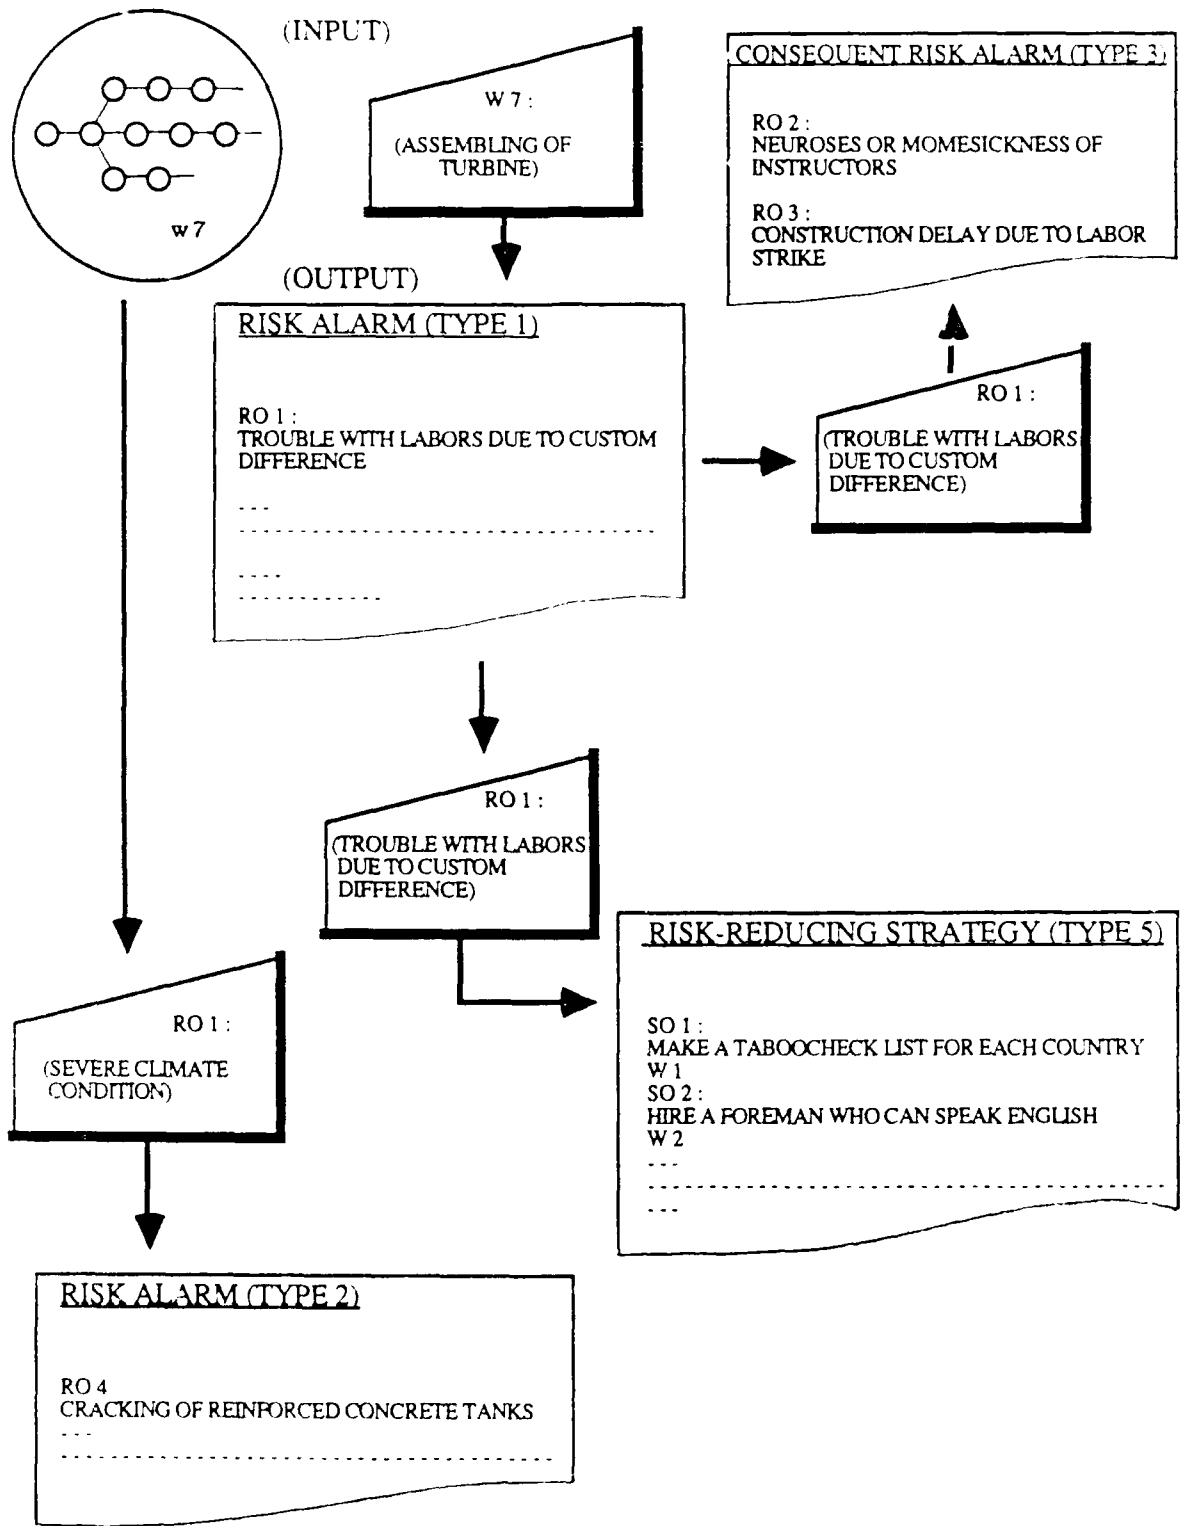 (INPUT)
W 7 :
(ASSEMBLING OF
TURBINE)
w 7
CONSEQUENT RISK ALARM (TYPE 3)
RO 2 :
NEUROSES OR MOMESICKNESS OF
INSTRUCTORS
RO 3 :
CONSTRUCTION DELAY DUE TO LABOR
STRIKE
(OUTPUT)
RISK ALARM (TYPE 1)
RO 1 :
TROUBLE WITH LABORS DUE TO CUSTOM
DIFFERENCE
RO 1 :
(TROUBLE WITH LABORS
DUE TO CUSTOM
DIFFERENCE)
RO 1 :
(TROUBLE WITH LABORS
DUE TO CUSTOM
DIFFERENCE)
RISK-REDUCING STRATEGY (TYPE 5)
SO 1 :
MAKE A TABOOCHECK LIST FOR EACH COUNTRY
W 1
SO 2 :
HIRE A FOREMAN WHO CAN SPEAK ENGLISH
W 2
RO 1 :
(SEVERE CLIMATE
CONDITION)
RISK ALARM (TYPE 2)
RO 4
CRACKING OF REINFORCED CONCRETE TANKS